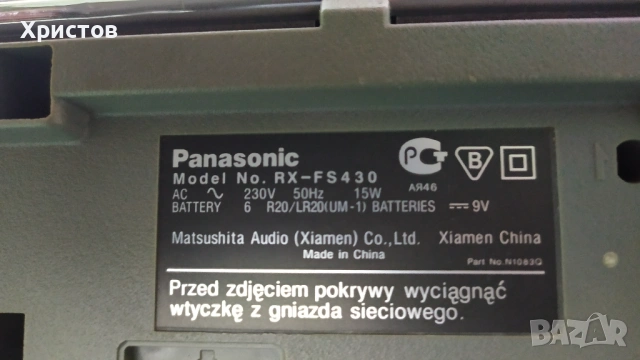 Христов
Panasonic
Model No. RX-FS430
AC 230V 50Hz 15W
BATTERY 6 R20/LR20(UM-1) BATTERIES 9V
АЯ46
B
Matsushita Audio (Xiamen) Co.,Ltd. Xiamen China
Made in China
Part No.N1083Q
Przed zdjęciem pokrywy wyciągnąć
wtyczkę z gniazda sieciowego.
BAZAR
bg